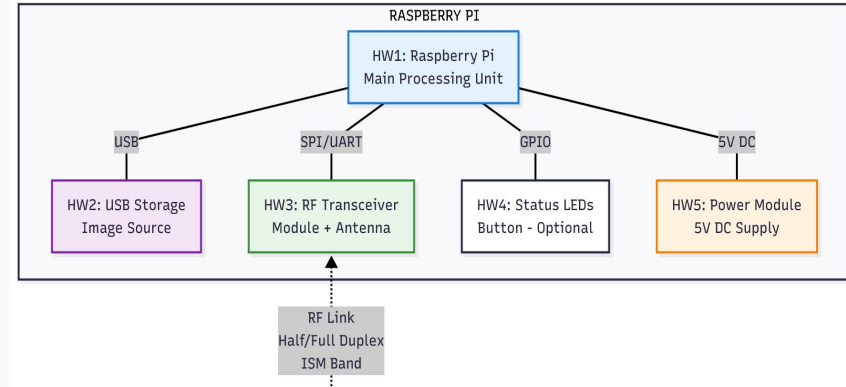 RASPBERRY PI
HW1: Raspberry Pi
Main Processing Unit
USB
SPI/UART
GPIO
5V DC
HW2: USB Storage
Image Source
HW3: RF Transceiver
Module + Antenna
HW4: Status LEDs
Button - Optional
HW5: Power Module
5V DC Supply
RF Link
Half/Full Duplex
ISM Band